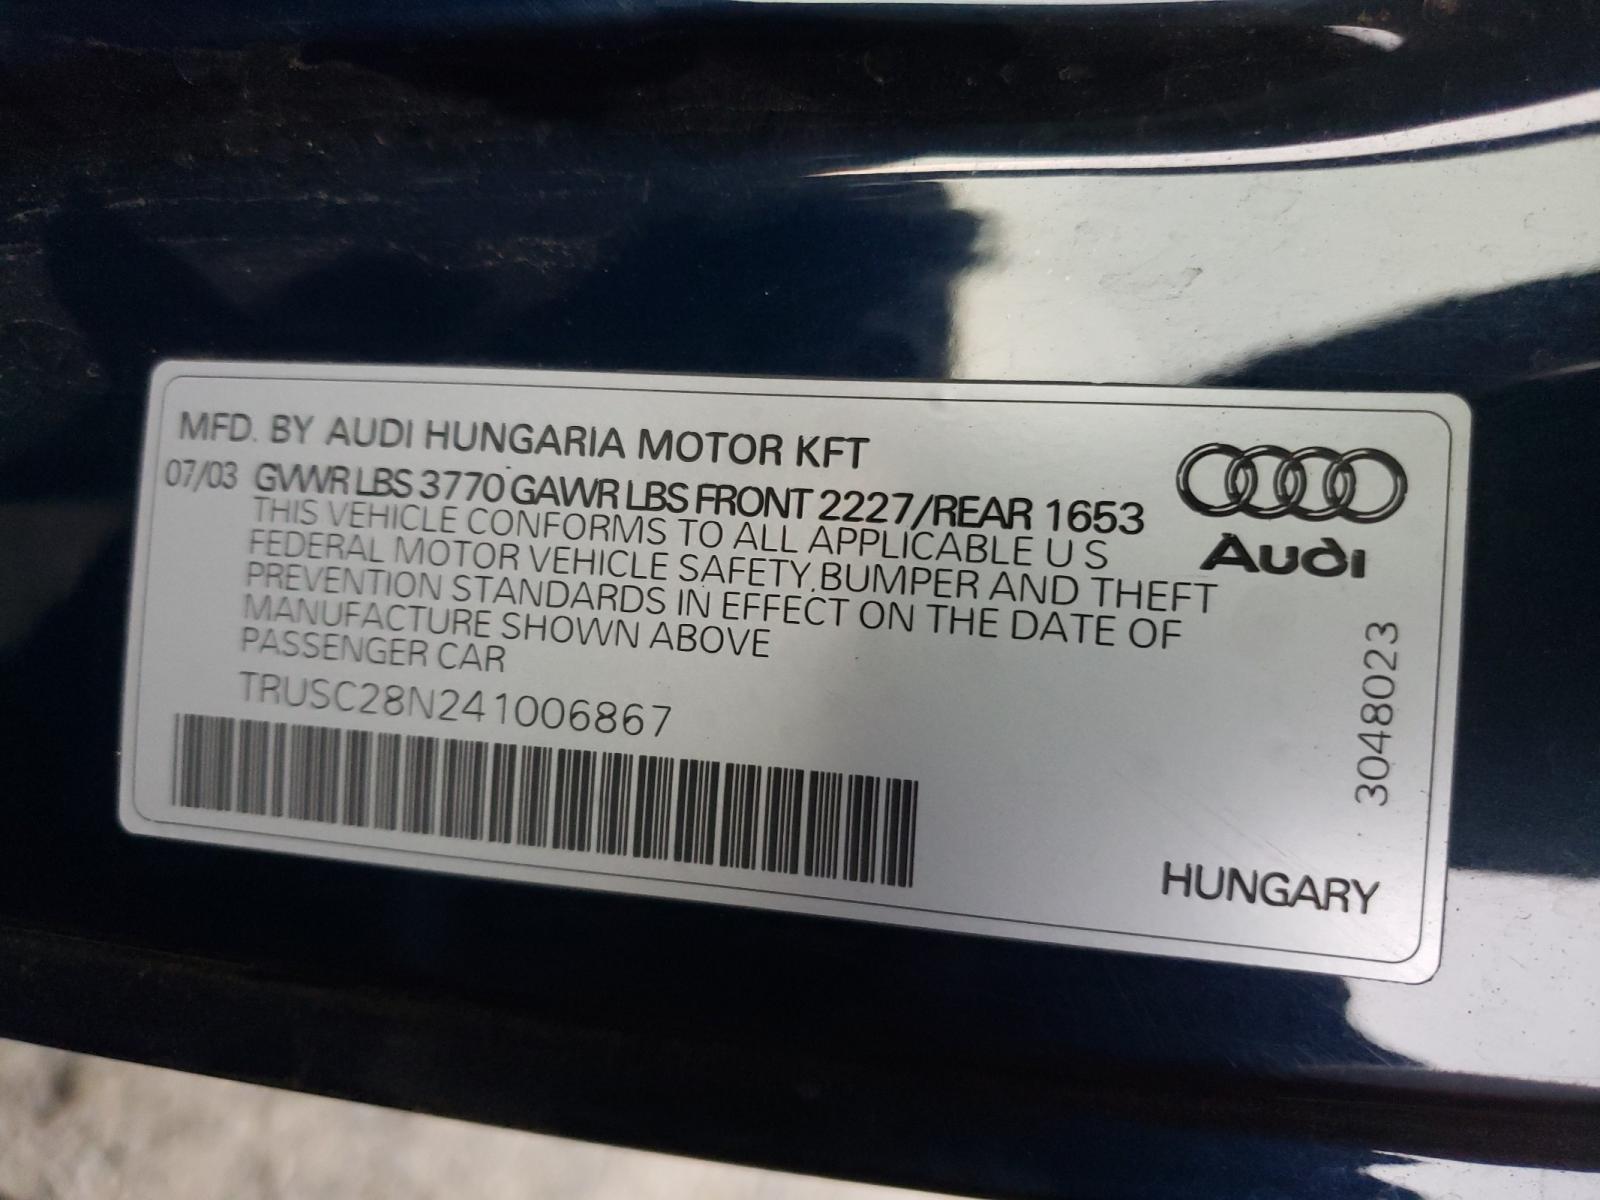 MFD. BY AUDI HUNGARIA MOTOR KFT
07/03 GVWR LBS 3770 GAWR LBS FRONT 2227/REAR 1653
THIS VEHICLE CONFORMS TO ALL APPLICABLE U S
FEDERAL MOTOR VEHICLE SAFETY, BUMPER AND THEFT
PREVENTION STANDARDS IN EFFECT ON THE DATE OF
MANUFACTURE SHOWN ABOVE
PASSENGER CAR
TRUSC28N241006867
Audi
3048023
HUNGARY